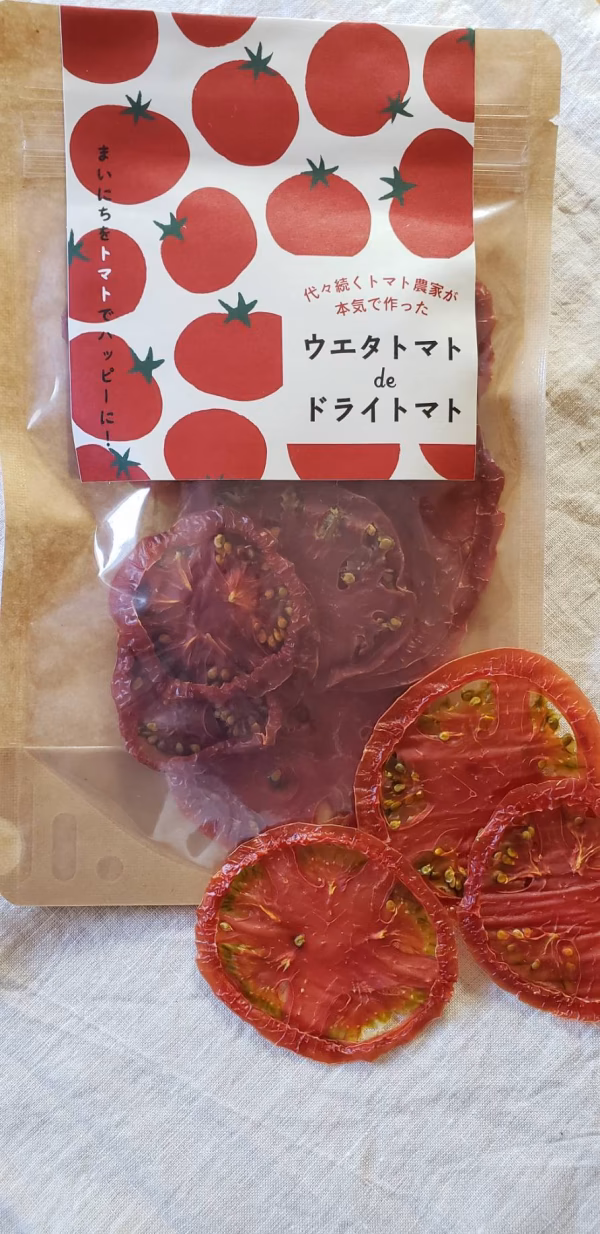 まいにちをトマトでハッピーに!
代々続くトマト農家が
本気で作った
ウエタトマト
de
ドライトマト